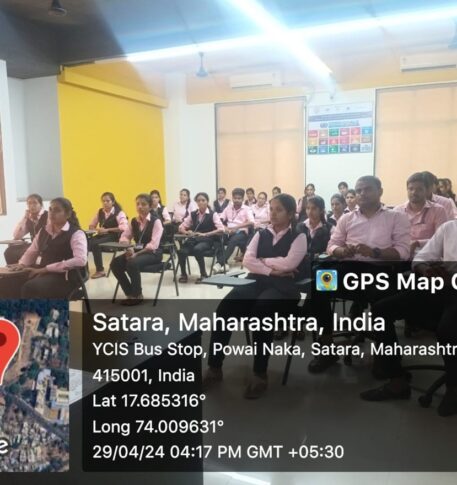 GPS Map
Satara, Maharashtra, India
YCIS Bus Stop, Powai Naka, Satara, Maharashtr
415001, India
Lat 17.685316°
Long 74.009631°
29/04/24 04:17 PM GMT +05:30